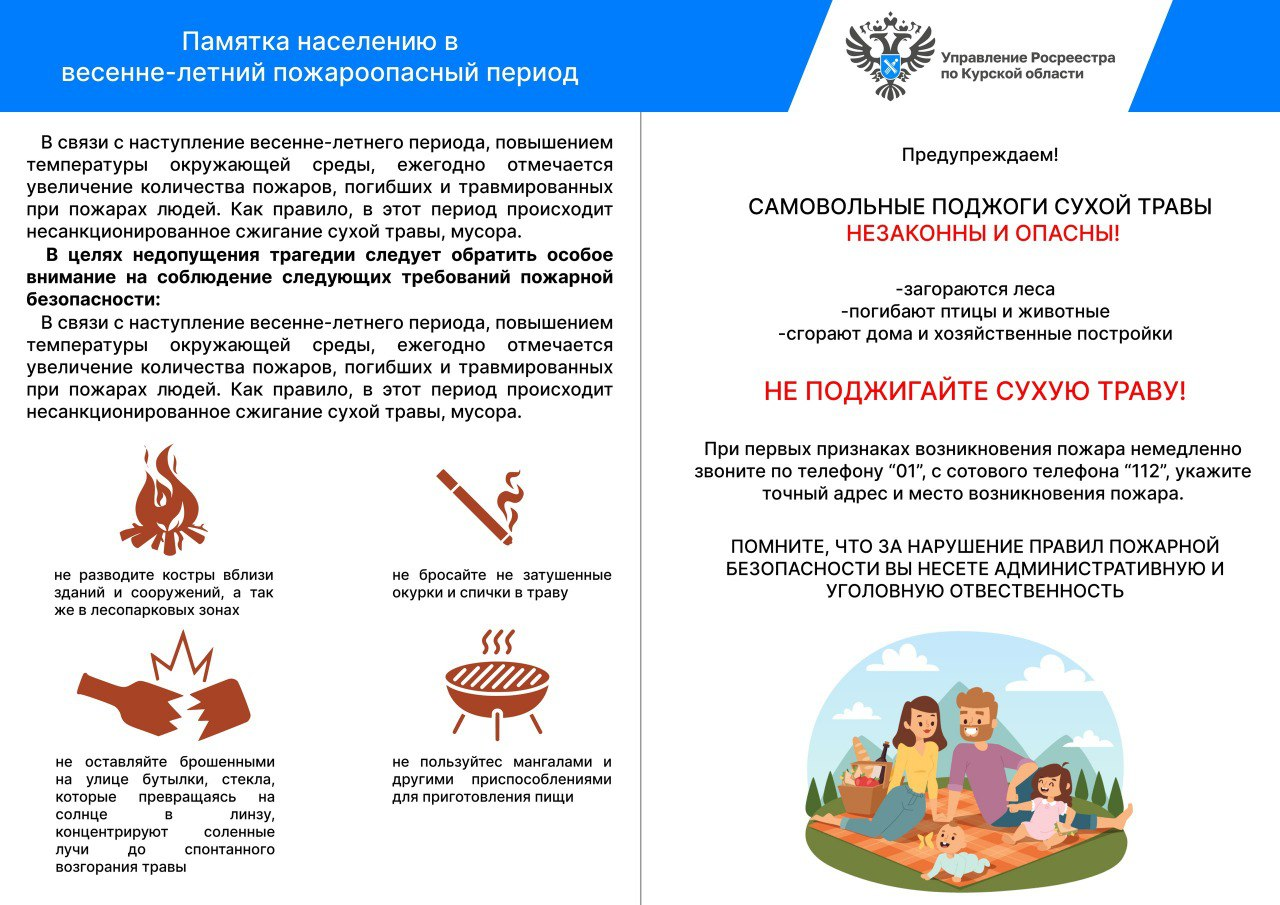 Памятка населению в
весенне-летний пожароопасный период
Управление Росреестра
по Курской области
В связи с наступление весенне-летнего периода, повышением
температуры окружающей среды, ежегодно отмечается
увеличение количества пожаров, погибших и травмированных
при пожарах людей. Как правило, в этот период происходит
несанкционированное сжигание сухой травы, мусора.
В целях недопущения трагедии следует обратить особое
внимание на соблюдение следующих требований пожарной
безопасности:
В связи с наступление весенне-летнего периода, повышением
температуры окружающей среды, ежегодно отмечается
увеличение количества пожаров, погибших и травмированных
при пожарах людей. Как правило, в этот период происходит
несанкционированное сжигание сухой травы, мусора.
не разводите костры вблизи
зданий и сооружений, а так
же в лесопарковых зонах
не бросайте не затушенные
окурки и спички в траву
не оставляйте брошенными
на улице бутылки, стекла,
которые превращаясь на
солнце в линзу,
концентрируют соленные
лучи до спонтанного
возгорания травы
не пользуйтес мангалами и
другими приспособлениями
для приготовления пищи
Предупреждаем!
САМОВОЛЬНЫЕ ПОДЖОГИ СУХОЙ ТРАВЫ
НЕЗАКОННЫ И ОПАСНЫ!
-загораются леса
-погибают птицы и животные
-сгорают дома и хозяйственные постройки
НЕ ПОДЖИГАЙТЕ СУХУЮ ТРАВУ!
При первых признаках возникновения пожара немедленно
звоните по телефону “01”, с сотового телефона “112”, укажите
точный адрес и место возникновения пожара.
ПОМНИТЕ, ЧТО ЗА НАРУШЕНИЕ ПРАВИЛ ПОЖАРНОЙ
БЕЗОПАСНОСТИ ВЫ НЕСЕТЕ АДМИНИСТРАТИВНУЮ И
УГОЛОВНУЮ ОТВЕСТВЕННОСТЬ